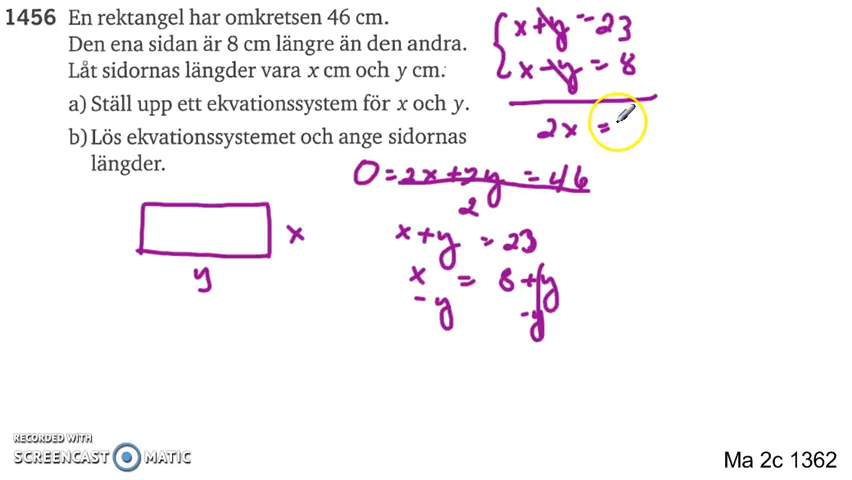 1456 En rektangel har omkretsen 46 cm.
Den ena sidan är 8 cm längre än den andra.
Låt sidornas längder vara x cm och y cm.
a) Ställ upp ett ekvationssystem för x och y.
b) Lös ekvationssystemet och ange sidornas
längder.
x+y = 23
x-y = 8
2x =
O = 2x+2y = 46
2
x+y = 23
x = 8+y
-y -y
x
y
RECORDED WITH
SCREENCAST MATIC
Ma 2c 1362